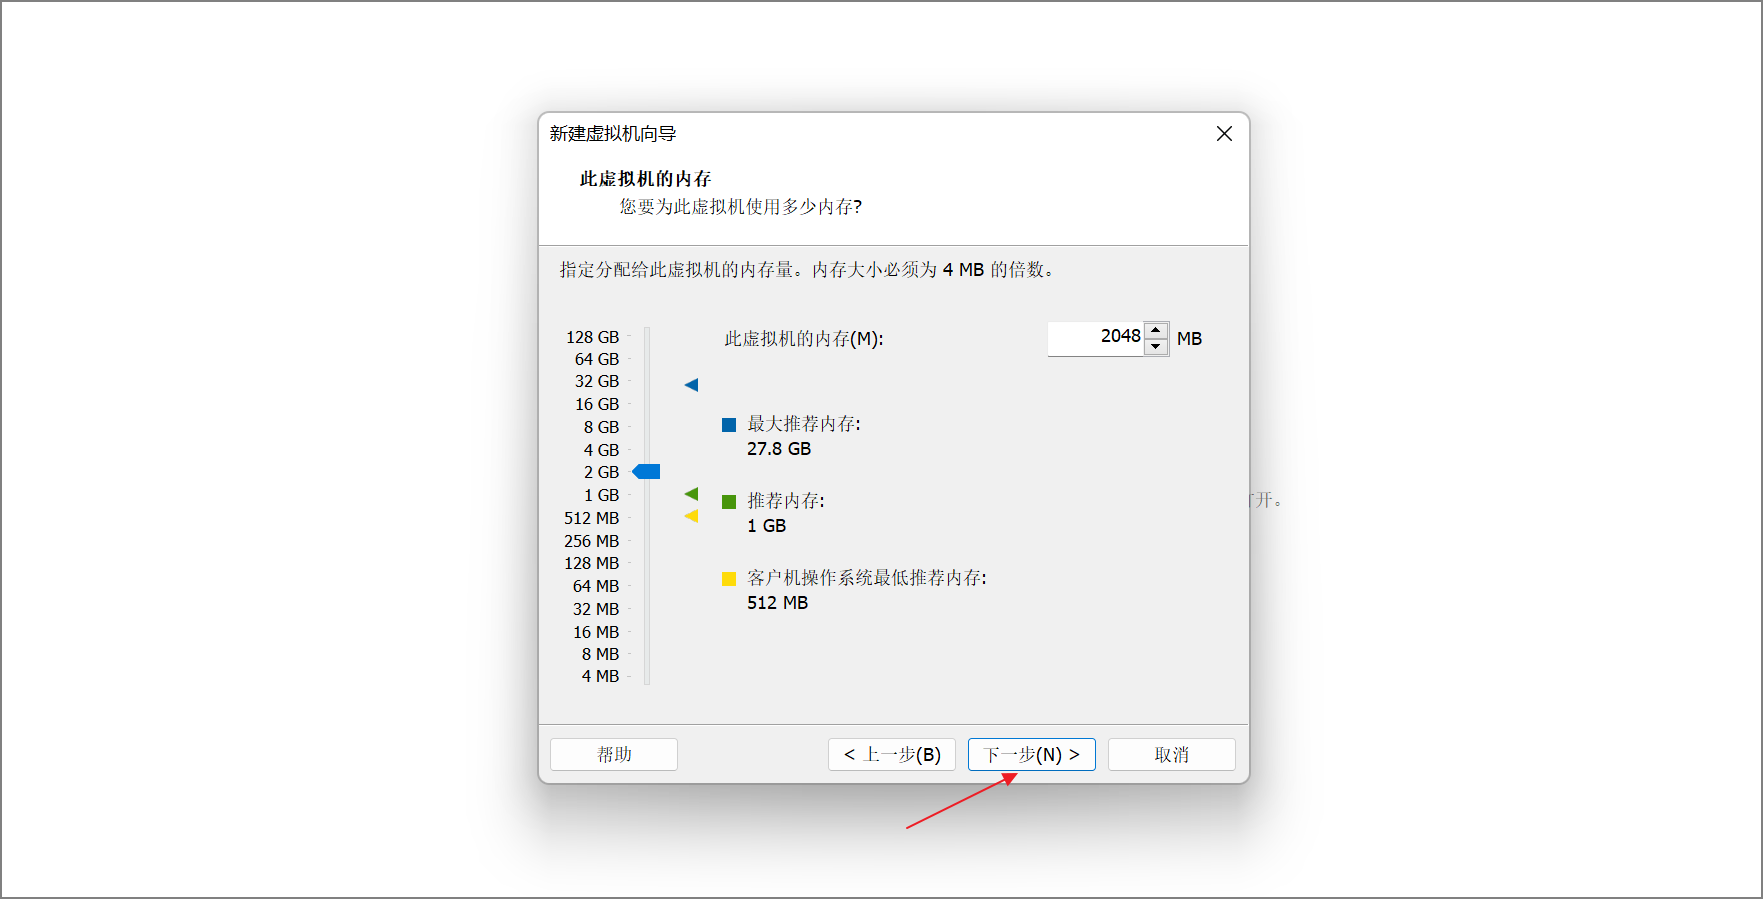 新建虚拟机向导
此虚拟机的内存
您要为此虚拟机使用多少内存?
指定分配给此虚拟机的内存量。内存大小必须为 4 MB 的倍数。
此虚拟机的内存(M): 2048 MB
128 GB
64 GB
32 GB
16 GB
8 GB
4 GB
2 GB
1 GB
512 MB
256 MB
128 MB
64 MB
32 MB
16 MB
8 MB
4 MB
最大推荐内存:
27.8 GB
推荐内存:
1 GB
客户机操作系统最低推荐内存:
512 MB
开。
帮助
< 上一步(B)
下一步(N) >
取消